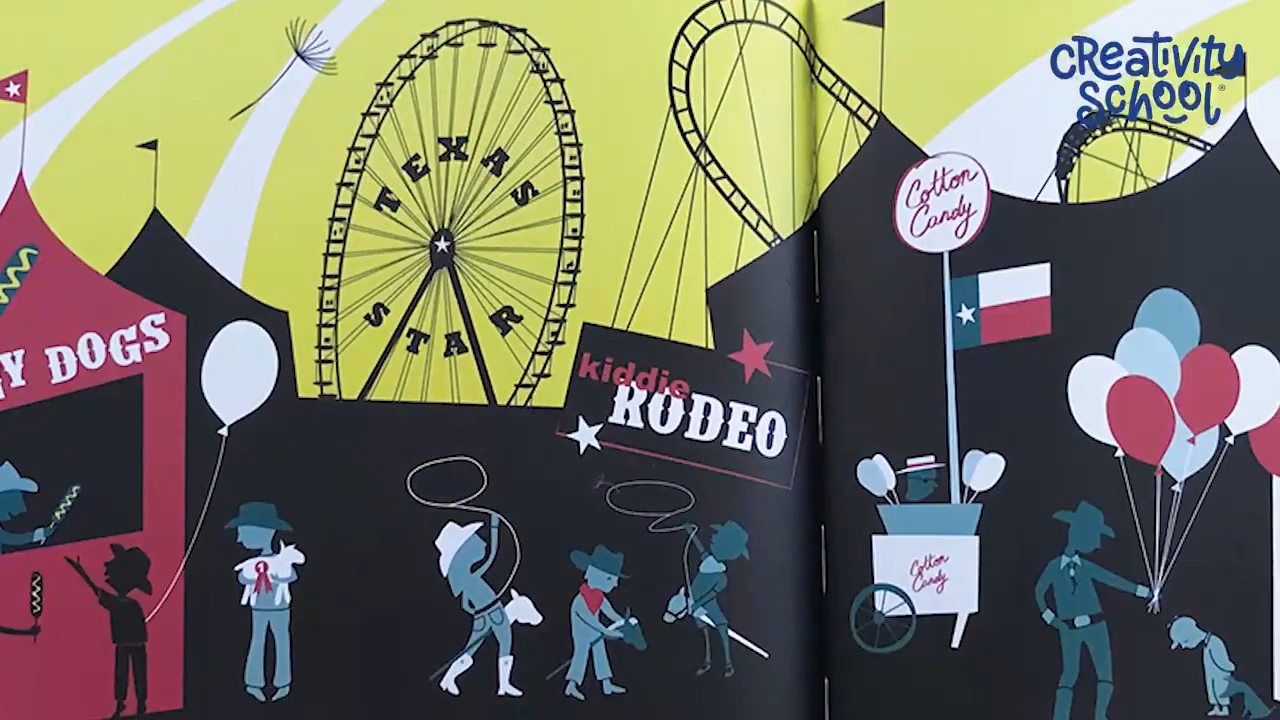 CReativity
School
TEXAS
STAR
Cotton
Candy
Y DOGS
kiddie
RODEO
Cotton
Candy